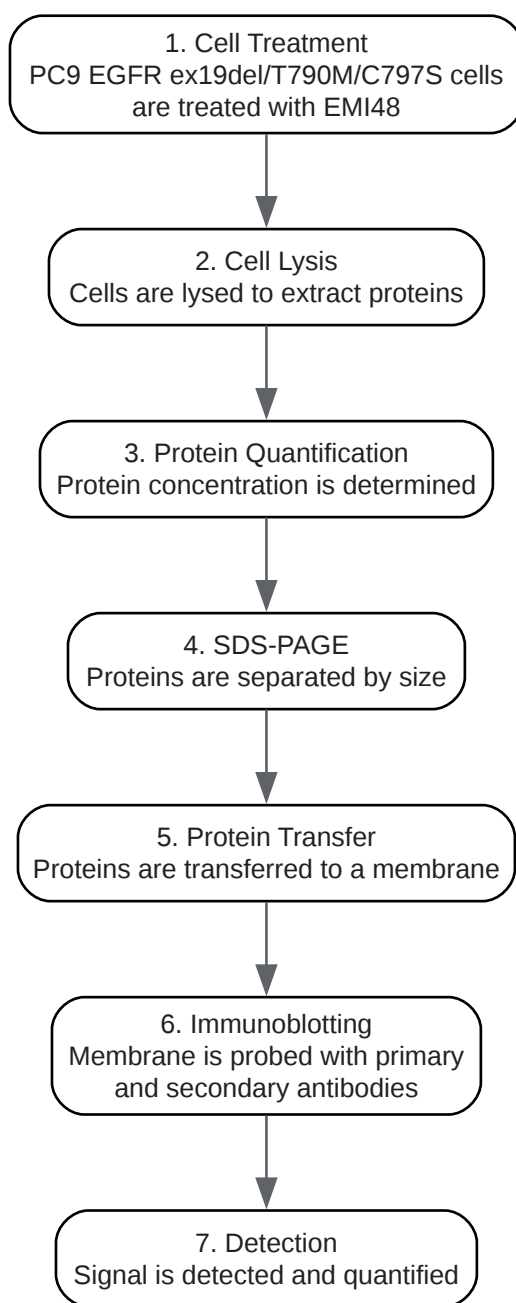 1. Cell Treatment
PC9 EGFR ex19del/T790M/C797S cells
are treated with EMI48
2. Cell Lysis
Cells are lysed to extract proteins
3. Protein Quantification
Protein concentration is determined
4. SDS-PAGE
Proteins are separated by size
5. Protein Transfer
Proteins are transferred to a membrane
6. Immunoblotting
Membrane is probed with primary
and secondary antibodies
7. Detection
Signal is detected and quantified